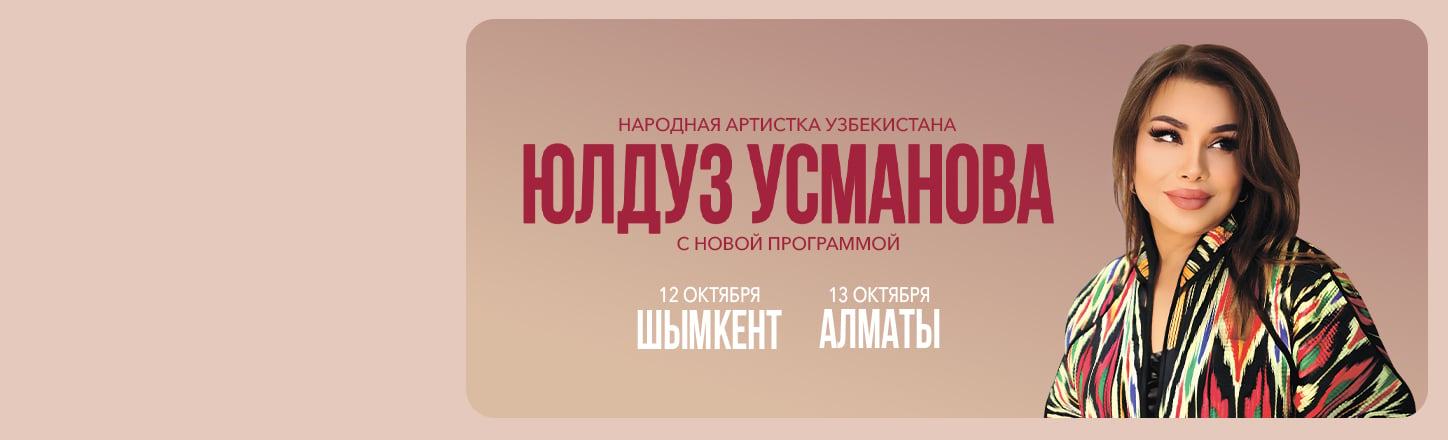 НАРОДНАЯ АРТИСТКА УЗБЕКИСТАНА
ЮЛДУЗ УСМАНОВА
С НОВОЙ ПРОГРАММОЙ
12 ОКТЯБРЯ
ШЫМКЕНТ
13 ОКТЯБРЯ
АЛМАТЫ